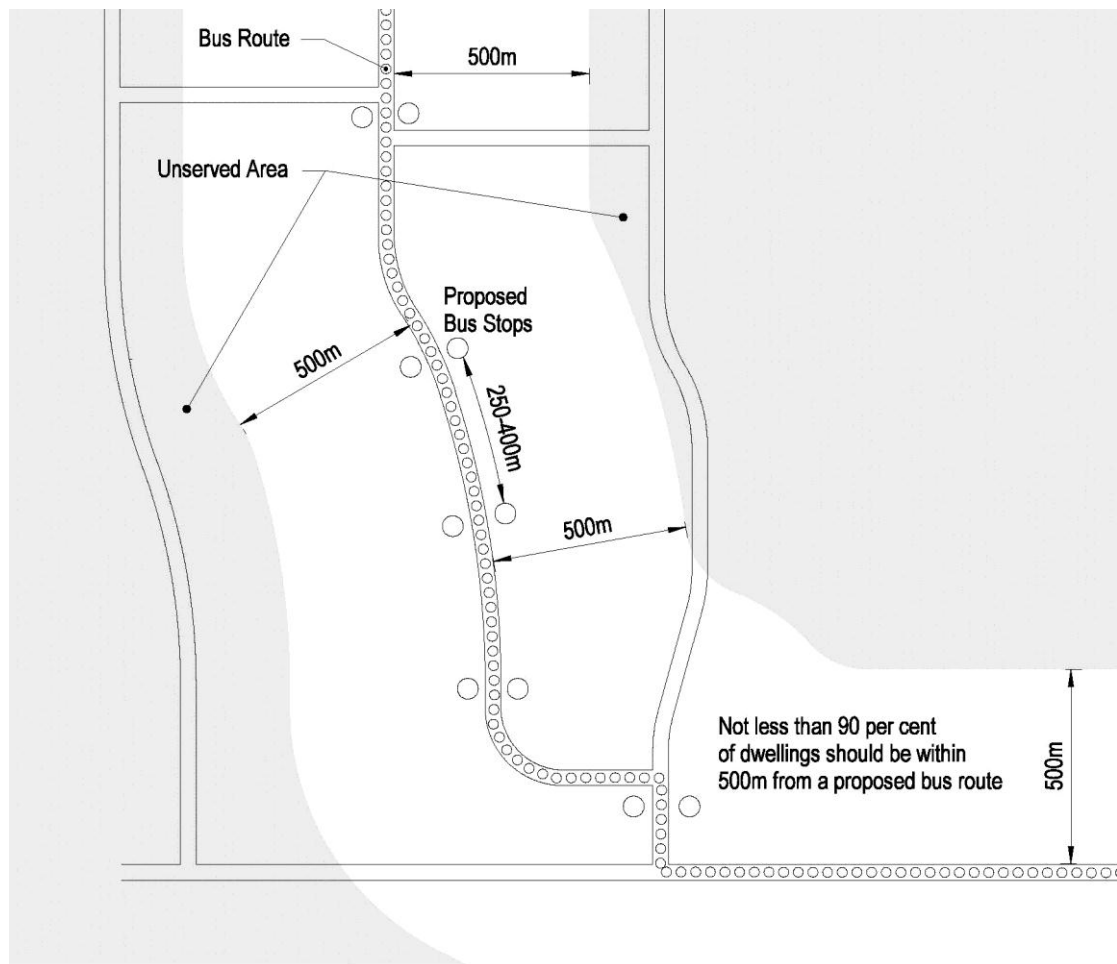 Bus Route
500m
Unserved Area
Proposed
Bus Stops
500m
250-400m
500m
Not less than 90 per cent
of dwellings should be within
500m from a proposed bus route
500m